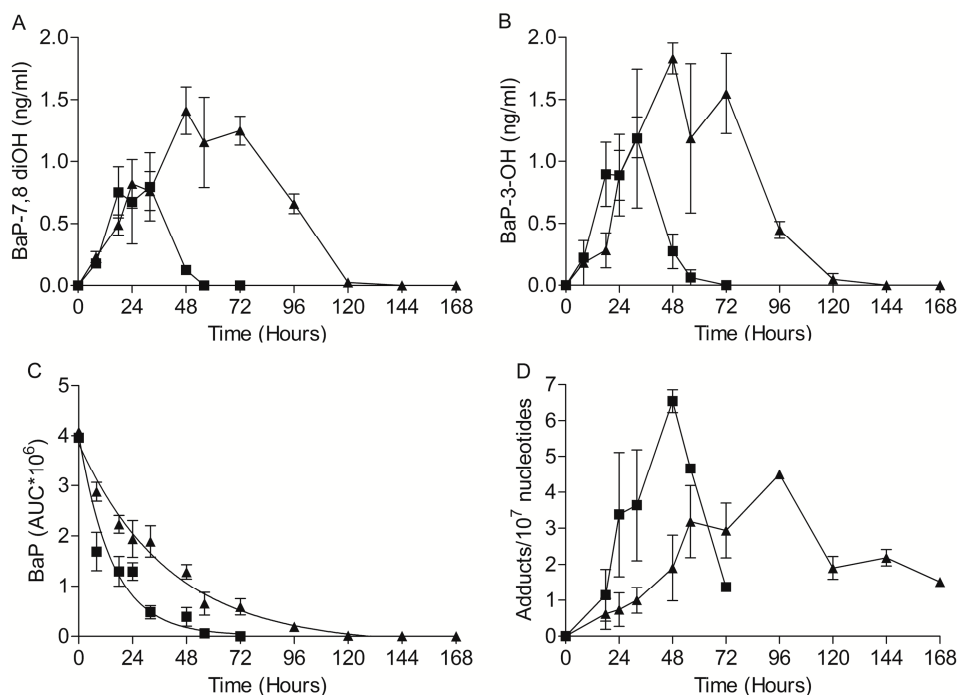 A
BaP-7,8 diOH (ng/ml)
2.0
1.5
1.0
0.5
0.0
0 24 48 72 96 120 144 168
Time (Hours)
B
BaP-3-OH (ng/ml)
2.0
1.5
1.0
0.5
0.0
0 24 48 72 96 120 144 168
Time (Hours)
C
BaP (AUC*10⁶)
5
4
3
2
1
0
0 24 48 72 96 120 144 168
Time (Hours)
D
Adducts/10⁷ nucleotides
7
6
5
4
3
2
1
0
0 24 48 72 96 120 144 168
Time (Hours)